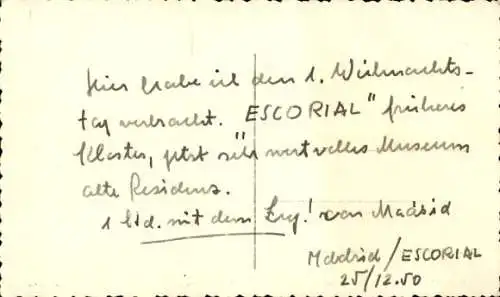 Hier habe ich den 1. Weihnachts-
tag verbracht. "ESCORIAL" früheres
Kloster, jetzt sehr wertvolles Museum
alte Residenz.
1 Std. mit dem Zug! von Madrid
Madrid/ESCORIAL
25/12.50